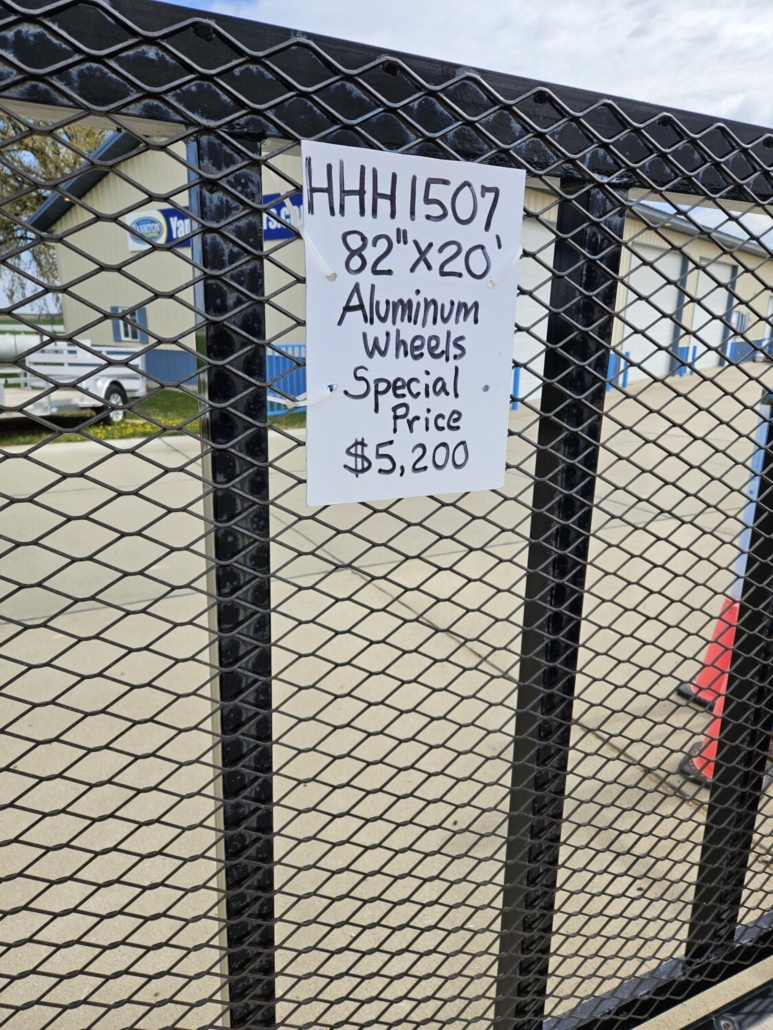 HHH1507
82"x20'
Aluminum
Wheels
Special
Price
$5,200